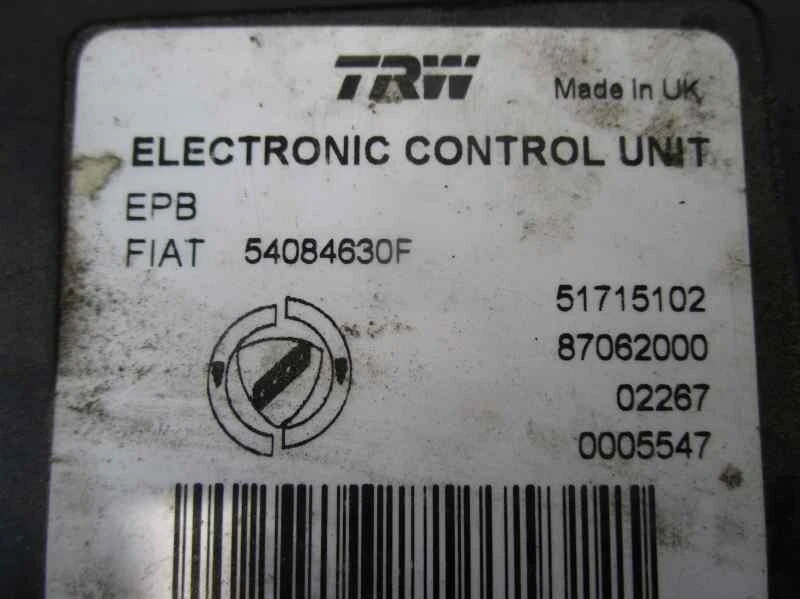 TRW Made In UK
ELECTRONIC CONTROL UNIT
EPB
FIAT 54084630F
51715102
87062000
02267
0005547